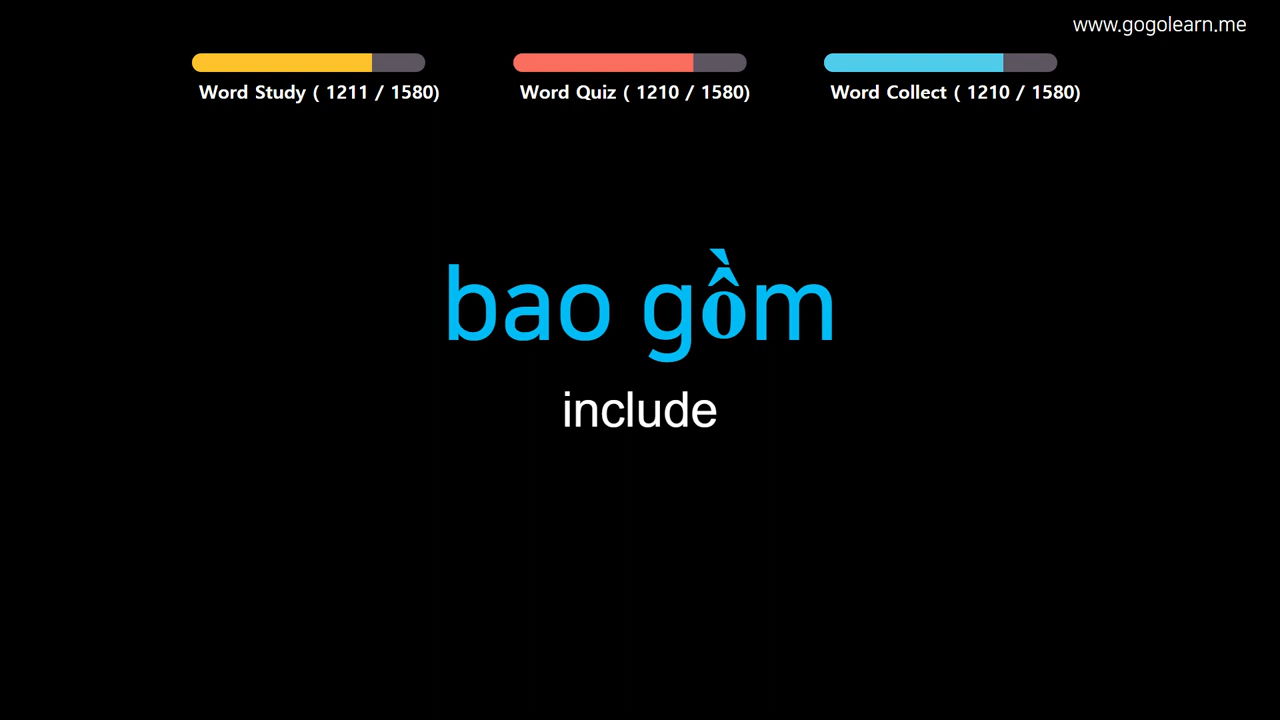 www.gogolearn.me
Word Study ( 1211 / 1580)
Word Quiz ( 1210 / 1580)
Word Collect ( 1210 / 1580)
bao gồm
include